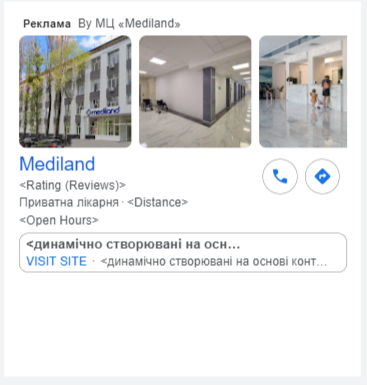 Реклама By МЦ «Mediland»
mediland
Mediland
<Rating (Reviews)>
Приватна лікарня · <Distance>
<Open Hours>
<динамічно створювані на осн...
VISIT SITE · <динамічно створювані на основі конт...